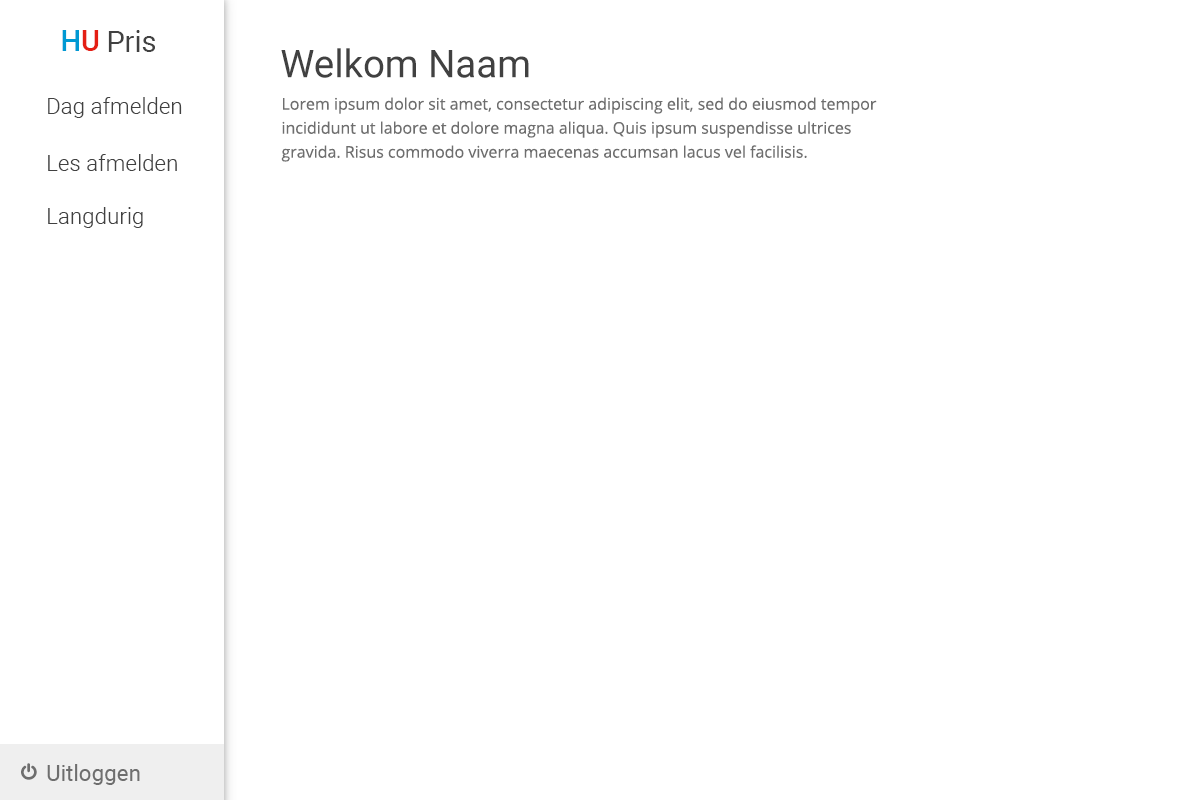 HU Pris
Dag afmelden
Les afmelden
Langdurig
Uitloggen
Welkom Naam
Lorem ipsum dolor sit amet, consectetur adipiscing elit, sed do eiusmod tempor
incididunt ut labore et dolore magna aliqua. Quis ipsum suspendisse ultrices
gravida. Risus commodo viverra maecenas accumsan lacus vel facilisis.